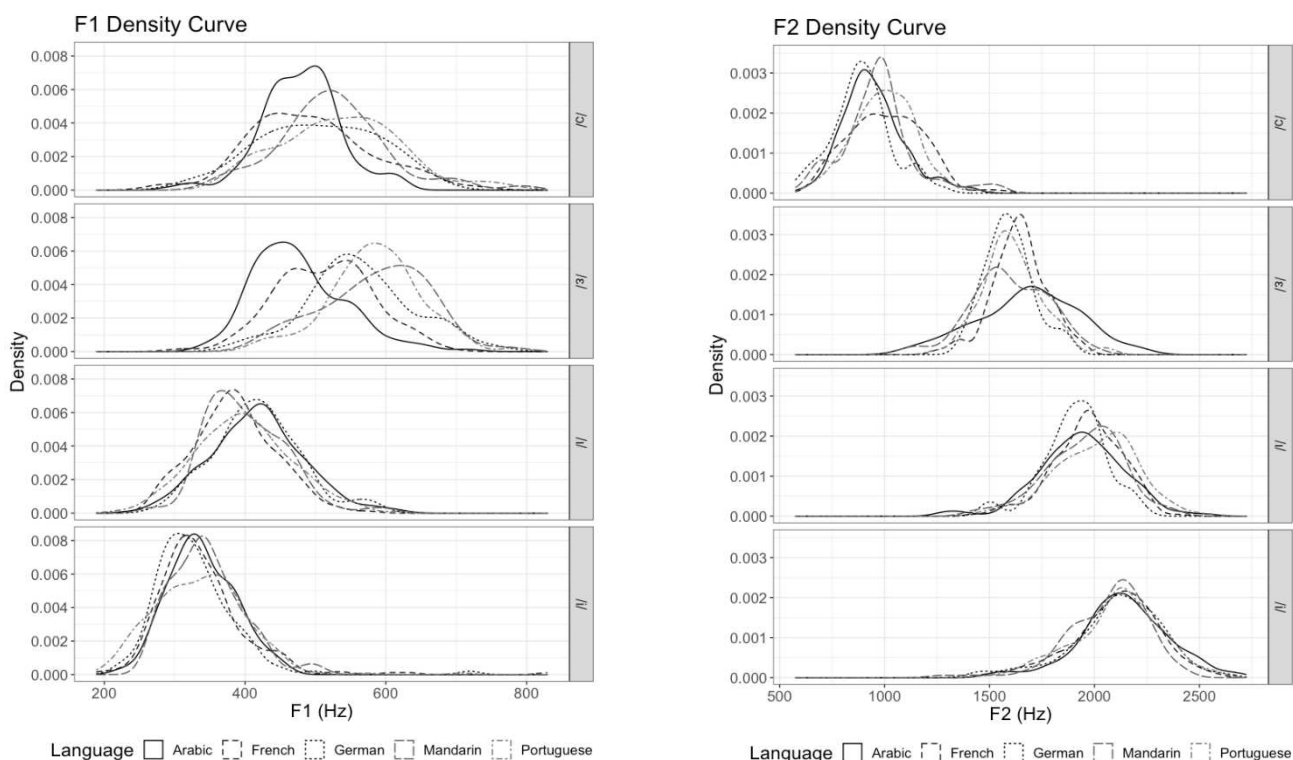 F1 Density Curve
0.008
0.006
0.004
0.002
0.000
/ɔ/
0.008
0.006
0.004
0.002
0.000
/ɛ/
0.008
0.006
0.004
0.002
0.000
/ɪ/
0.008
0.006
0.004
0.002
0.000
/i/
Density
200 400 600 800
F1 (Hz)
Language Arabic French German Mandarin Portuguese
F2 Density Curve
0.003
0.002
0.001
0.000
/ɔ/
0.003
0.002
0.001
0.000
/ɛ/
0.003
0.002
0.001
0.000
/ɪ/
0.003
0.002
0.001
0.000
/i/
Density
500 1000 1500 2000 2500
F2 (Hz)
Language Arabic French German Mandarin Portuguese